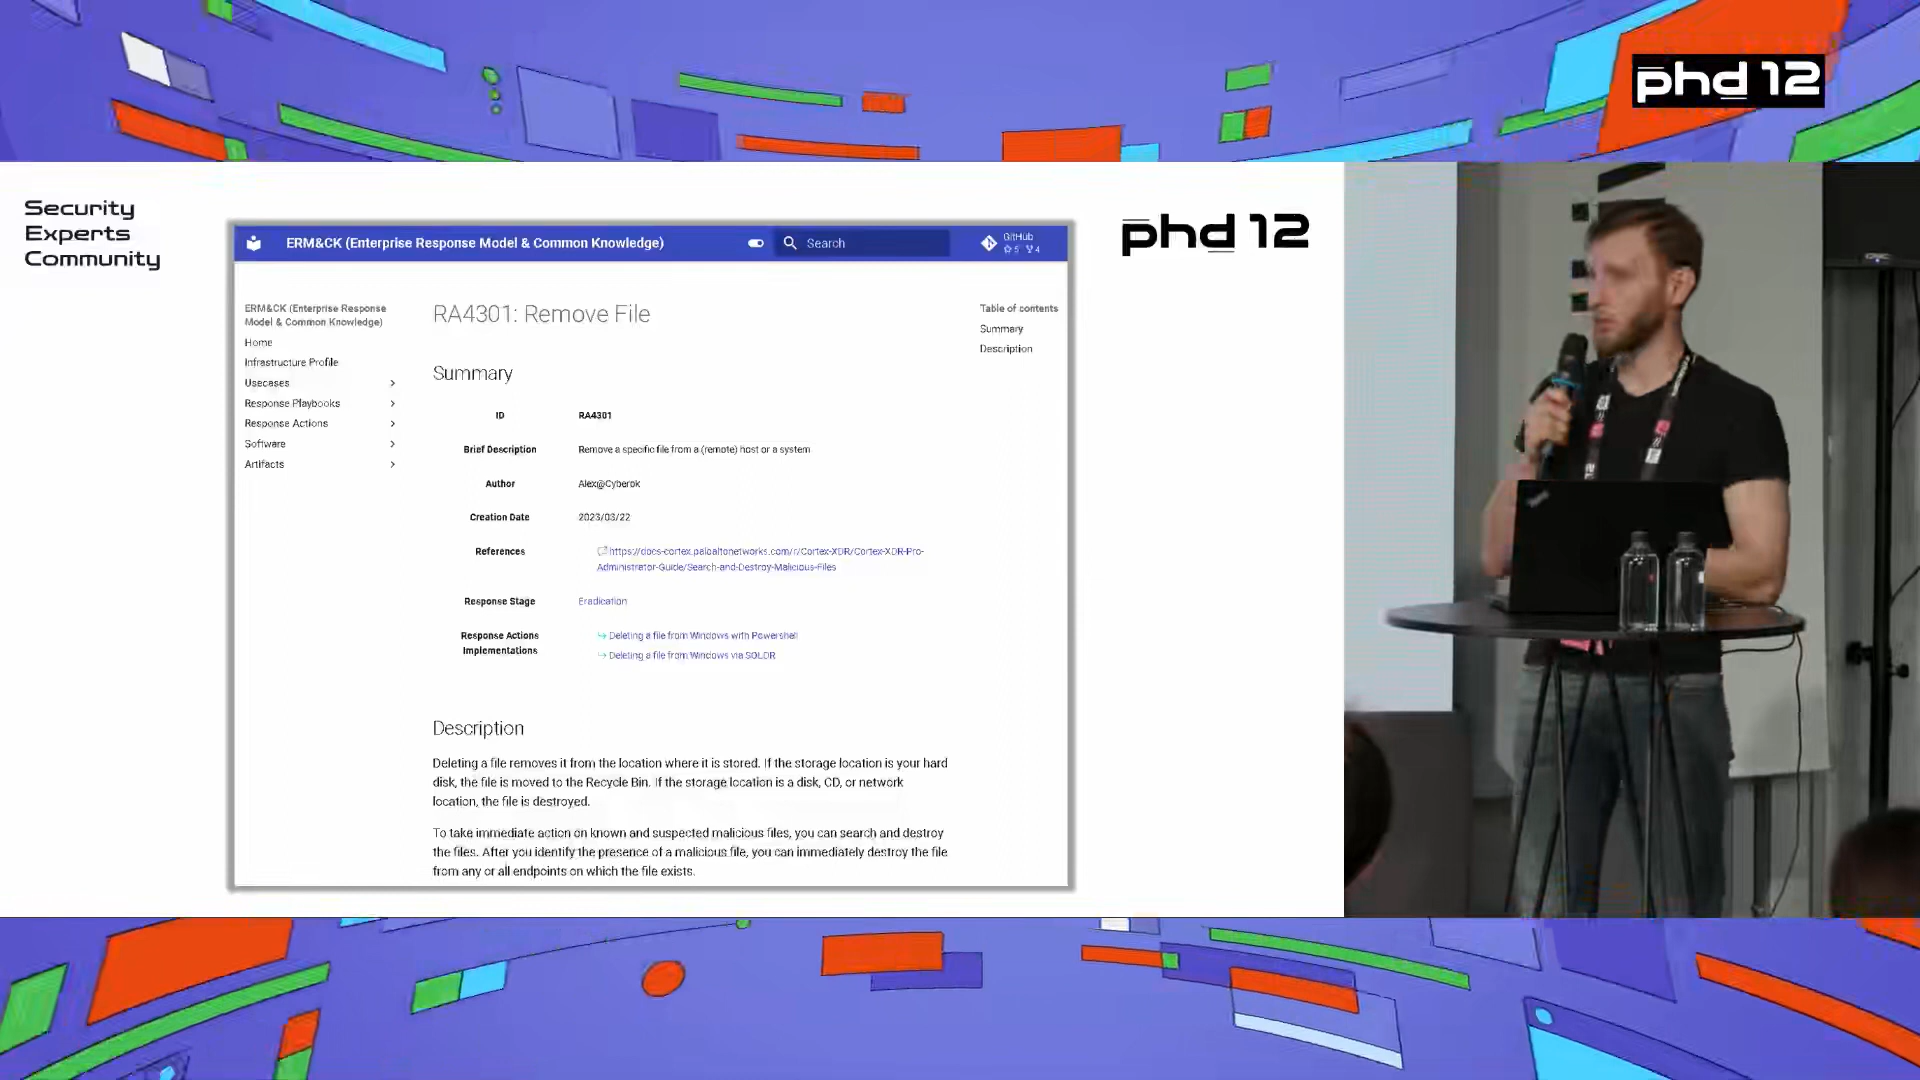 phd 12
Security
Experts
Community
phd 12
ERM&CK (Enterprise Response Model & Common Knowledge)
Search
GitHub
5 4
ERM&CK (Enterprise Response
Model & Common Knowledge)
Home
Infrastructure Profile
Usecases
Response Playbooks
Response Actions
Software
Artifacts
RA4301: Remove File
Summary
ID RA4301
Brief Description Remove a specific file from a (remote) host or a system
Author Alex@Cyberok
Creation Date 2023/03/22
References https://docs-cortex.paloaltonetworks.com/r/Cortex-XDR/Cortex-XDR-Pro-
Administrator-Guide/Search-and-Destroy-Malicious-Files
Response Stage Eradication
Response Actions
Implementations
Deleting a file from Windows with Powershell
Deleting a file from Windows via SOLDR
Description
Deleting a file removes it from the location where it is stored. If the storage location is your hard
disk, the file is moved to the Recycle Bin. If the storage location is a disk, CD, or network
location, the file is destroyed.
To take immediate action on known and suspected malicious files, you can search and destroy
the files. After you identify the presence of a malicious file, you can immediately destroy the file
from any or all endpoints on which the file exists.
Table of contents
Summary
Description